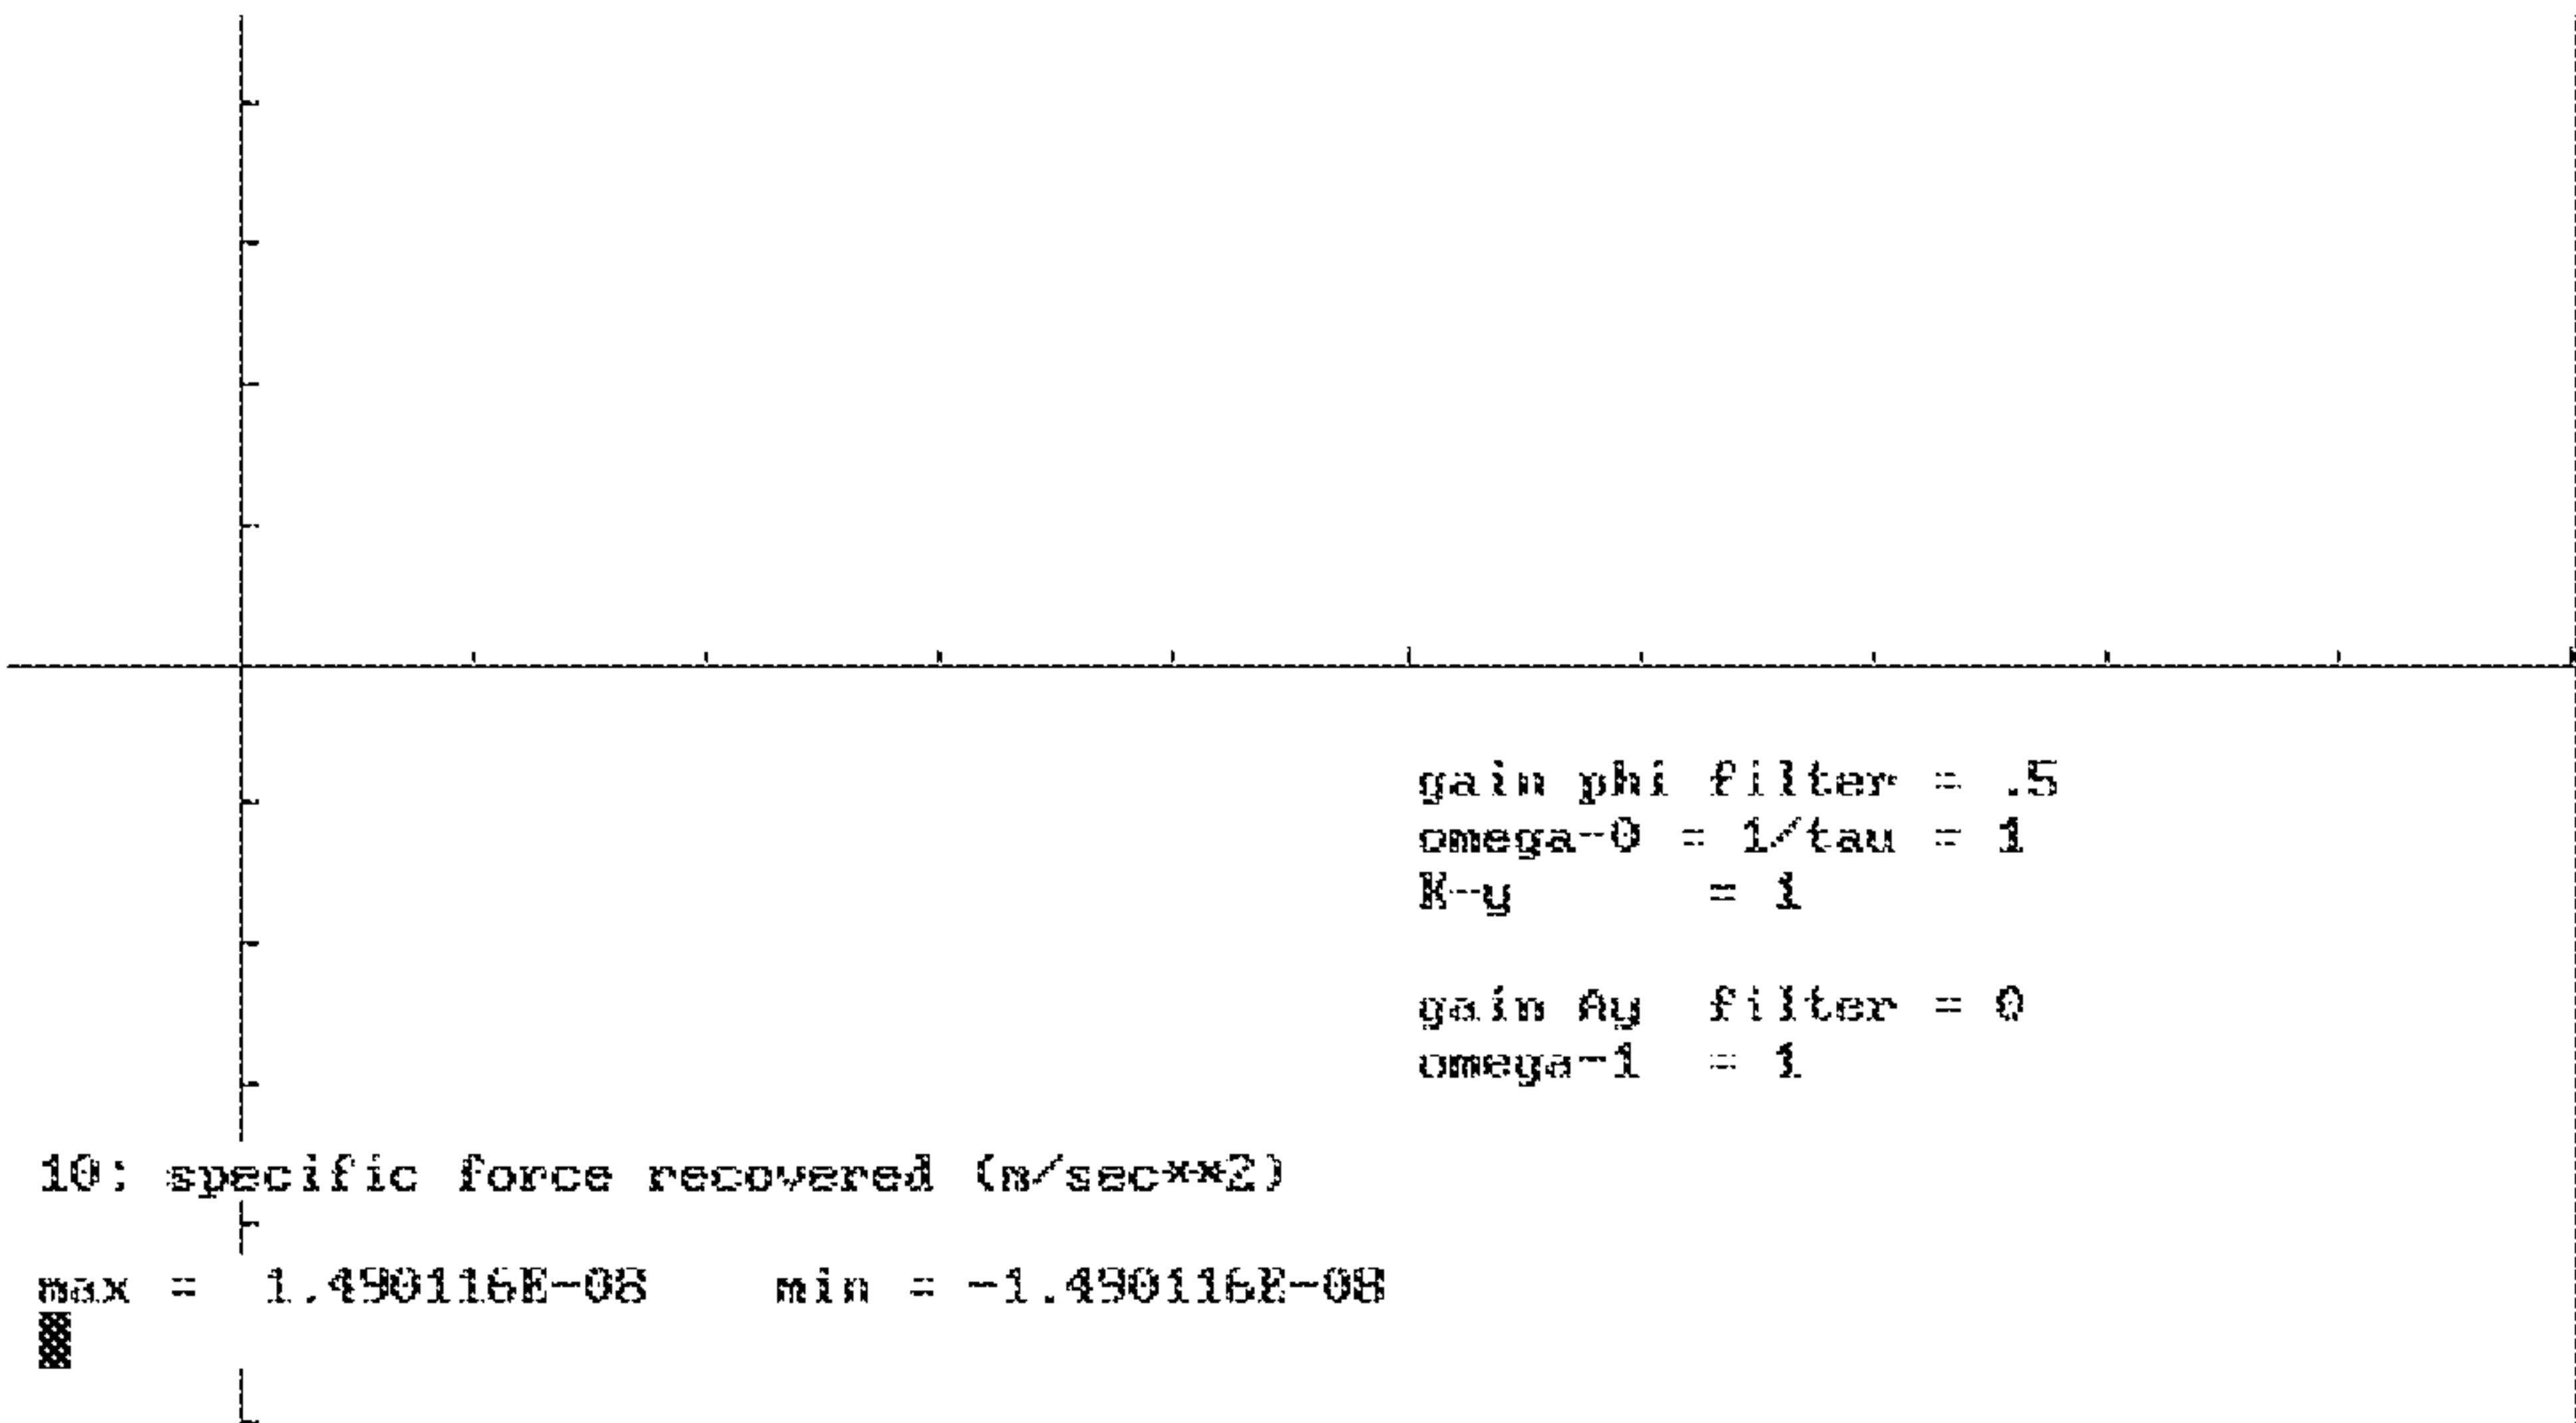 gain phi filter = .5
omega-0 = 1/tau = 1
K-y = 1
gain Ay filter = 0
omega-1 = 1
10: specific force recovered (m/sec**2)
max = 1.490116E-08 min = -1.490116E-08